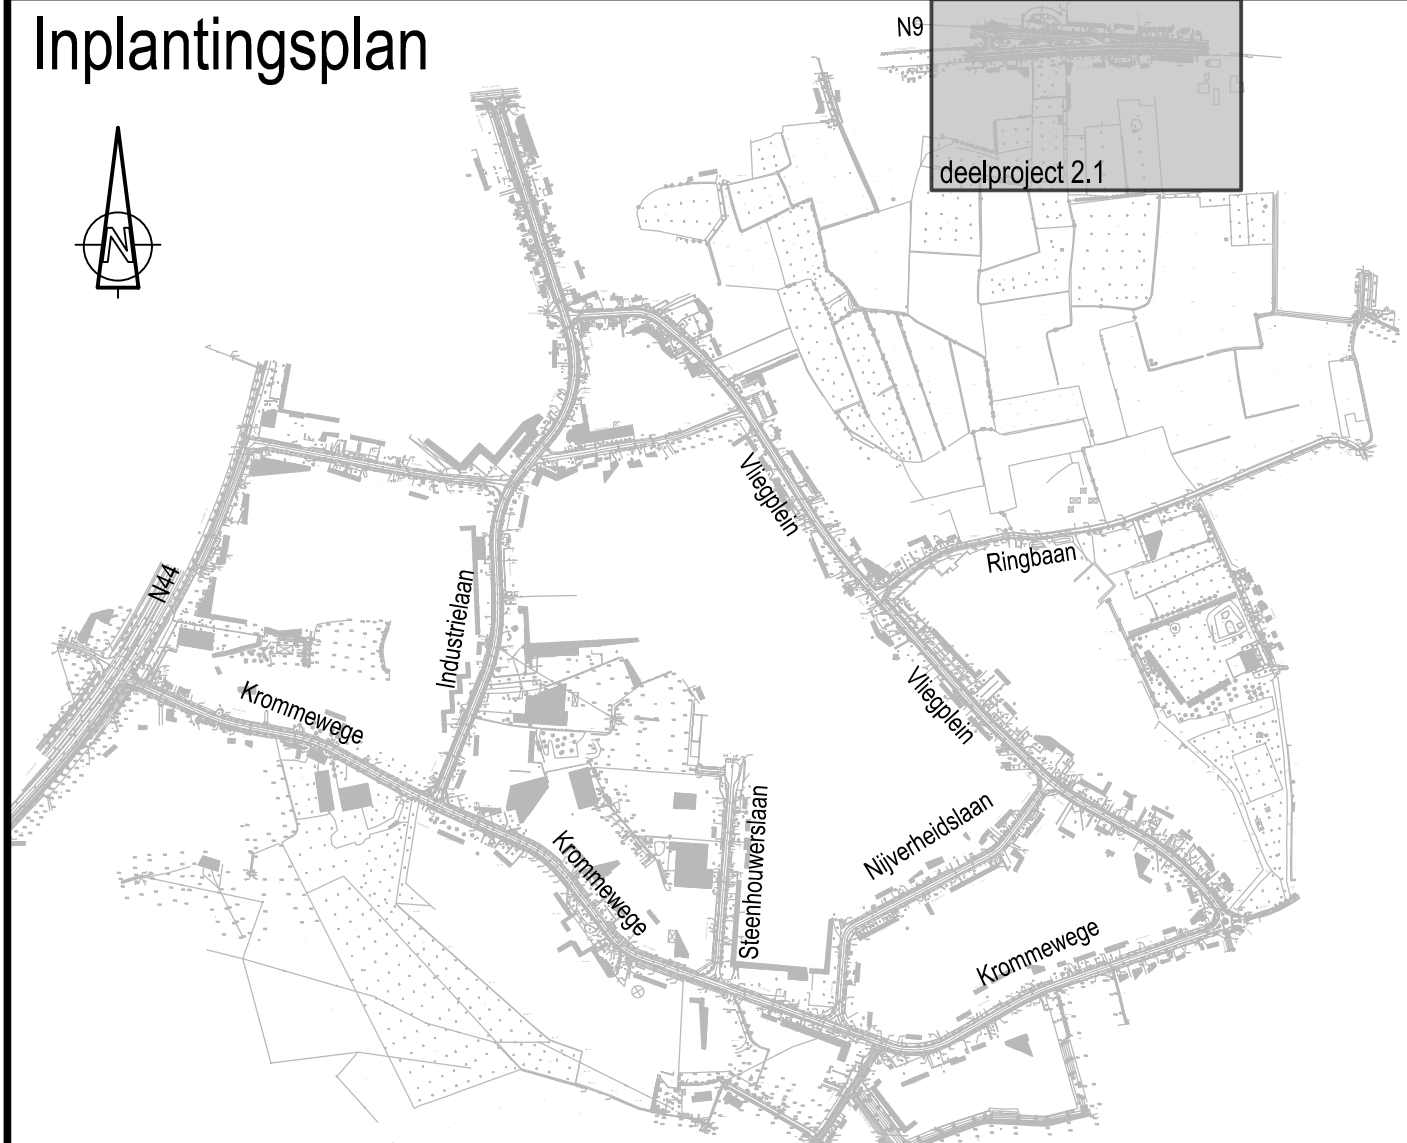 Inplantingsplan
N9
deelproject 2.1
N
Vliegplein
Ringbaan
N44
Industrielaan
Krommewege
Vliegplein
Nijverheidslaan
Steenhouwerslaan
Krommewege
Krommewege